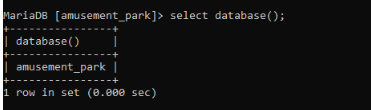 MariaDB [amusement_park]> select database();
+----------------+
| database()     |
+----------------+
| amusement_park |
+----------------+
1 row in set (0.000 sec)